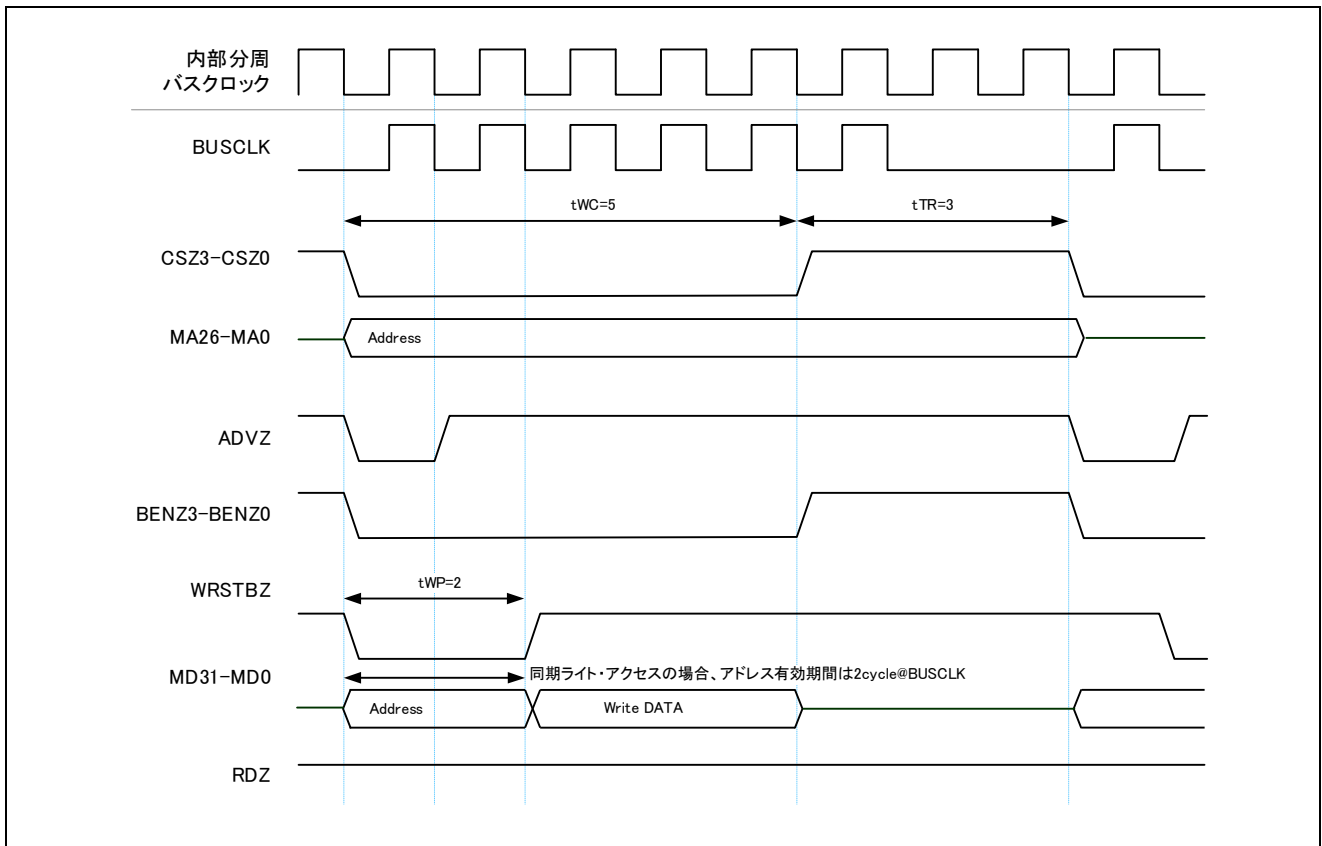 内部分周
バスクロック
BUSCLK
tWC=5
tTR=3
CSZ3-CSZ0
MA26-MA0
Address
ADVZ
BENZ3-BENZ0
WRSTBZ
tWP=2
MD31-MD0
同期ライト・アクセスの場合、アドレス有効期間は2cycle@BUSCLK
Address
Write DATA
RDZ